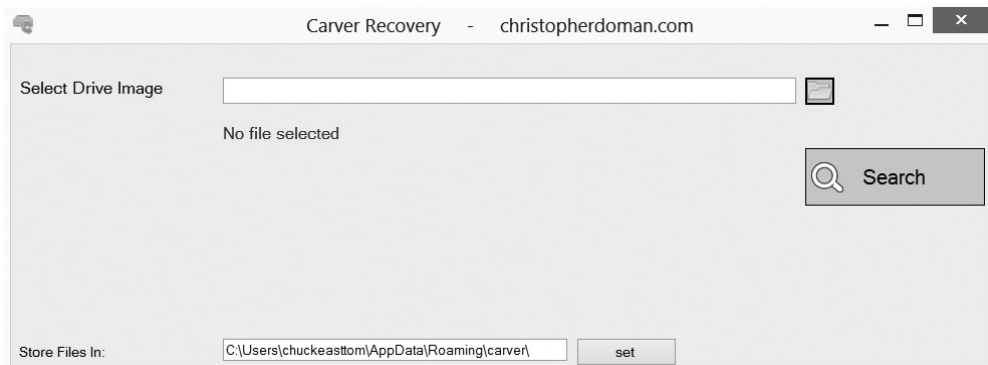 Carver Recovery - christopherdoman.com
Select Drive Image
No file selected
Search
Store Files In: C:\Users\chuckeasttom\AppData\Roaming\carver\ set